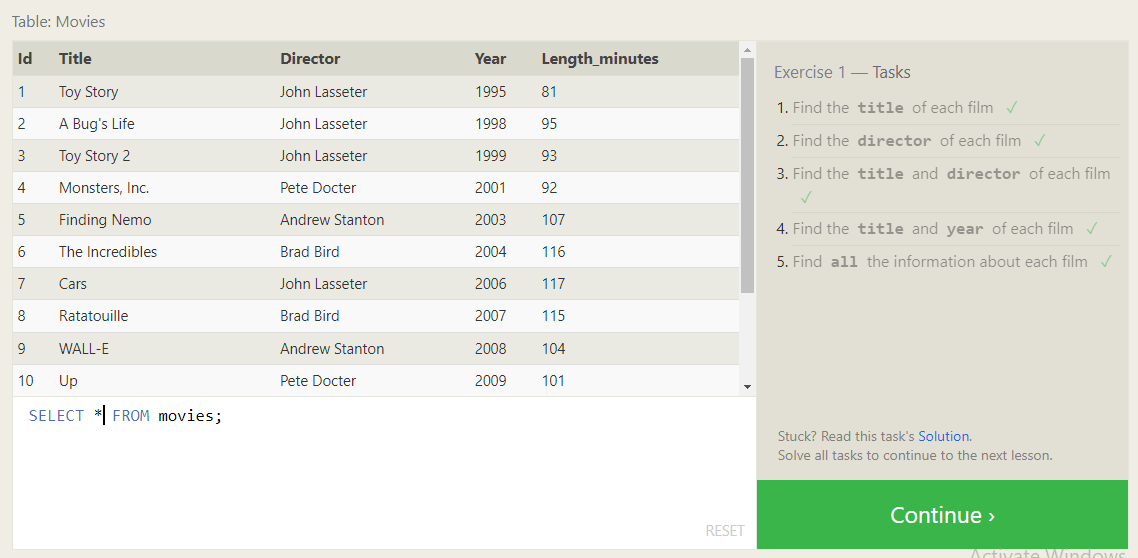 Table: Movies
Id Title Director Year Length_minutes
1 Toy Story John Lasseter 1995 81
2 A Bug's Life John Lasseter 1998 95
3 Toy Story 2 John Lasseter 1999 93
4 Monsters, Inc. Pete Docter 2001 92
5 Finding Nemo Andrew Stanton 2003 107
6 The Incredibles Brad Bird 2004 116
7 Cars John Lasseter 2006 117
8 Ratatouille Brad Bird 2007 115
9 WALL-E Andrew Stanton 2008 104
10 Up Pete Docter 2009 101
SELECT * FROM movies;
RESET
Exercise 1 — Tasks
1. Find the title of each film ✓
2. Find the director of each film ✓
3. Find the title and director of each film
✓
4. Find the title and year of each film ✓
5. Find all the information about each film ✓
Stuck? Read this task's Solution.
Solve all tasks to continue to the next lesson.
Continue ›
Activate Windows